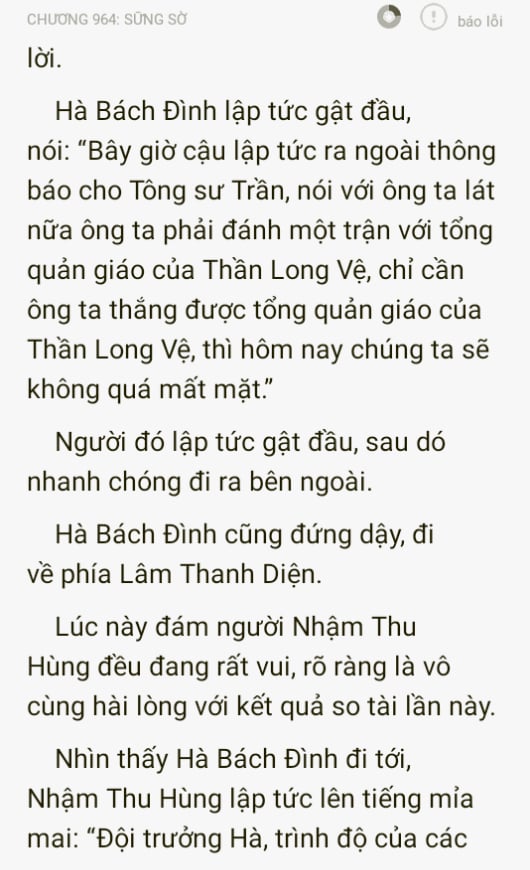 CHƯƠNG 964: SỮNG SỜ
báo lỗi
lời.
Hà Bách Đình lập tức gật đầu,
nói: “Bây giờ cậu lập tức ra ngoài thông
báo cho Tông sư Trần, nói với ông ta lát
nữa ông ta phải đánh một trận với tổng
quản giáo của Thần Long Vệ, chỉ cần
ông ta thắng được tổng quản giáo của
Thần Long Vệ, thì hôm nay chúng ta sẽ
không quá mất mặt.”
Người đó lập tức gật đầu, sau dó
nhanh chóng đi ra bên ngoài.
Hà Bách Đình cũng đứng dậy, đi
về phía Lâm Thanh Diện.
Lúc này đám người Nhậm Thu
Hùng đều đang rất vui, rõ ràng là vô
cùng hài lòng với kết quả so tài lần này.
Nhìn thấy Hà Bách Đình đi tới,
Nhậm Thu Hùng lập tức lên tiếng mỉa
mai: “Đội trưởng Hà, trình độ của các